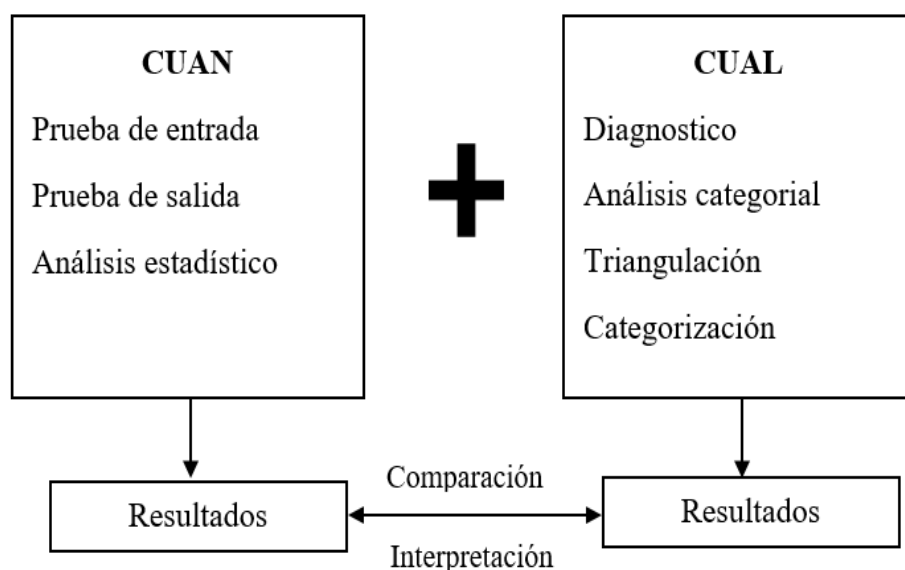 CUAN
Prueba de entrada
Prueba de salida
Análisis estadístico
CUAL
Diagnostico
Análisis categorial
Triangulación
Categorización
Resultados
Comparación
Interpretación
Resultados